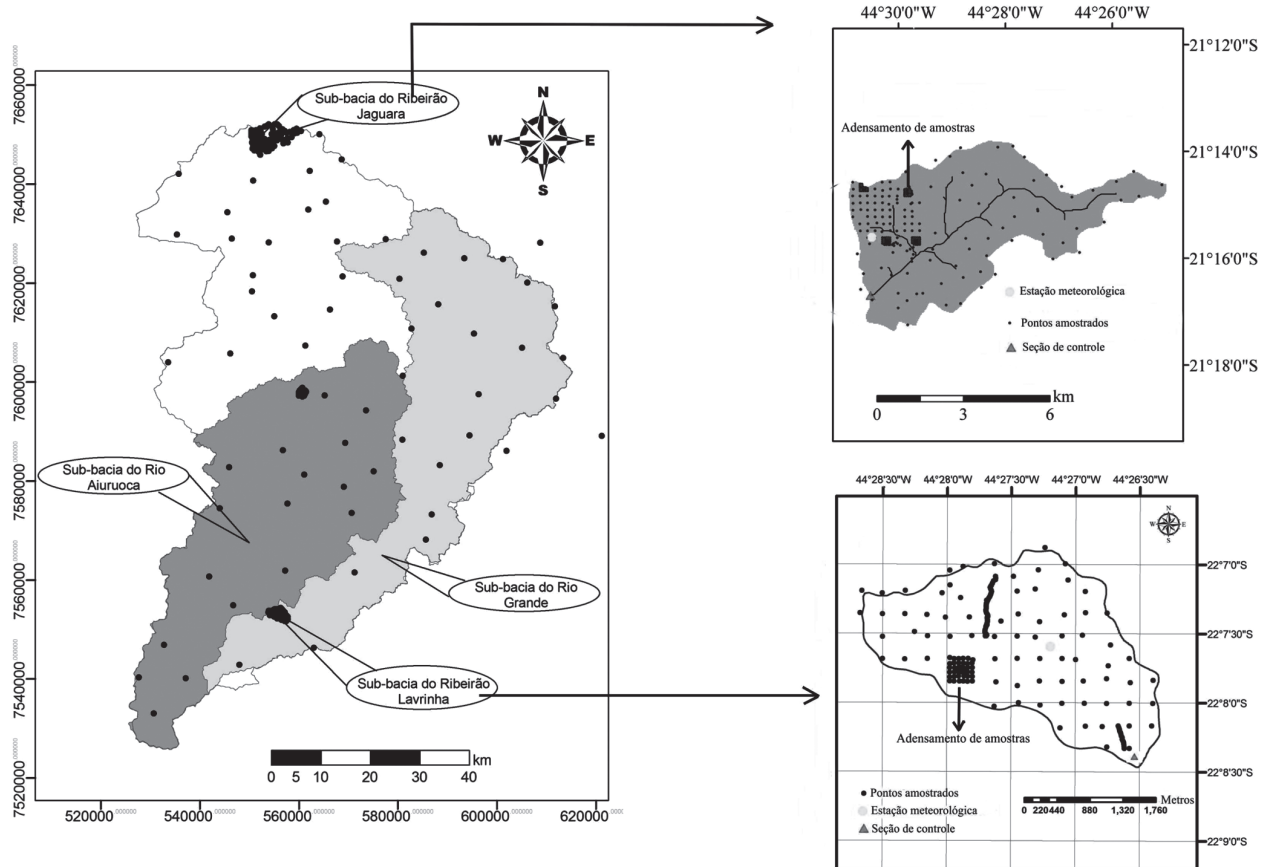 44°30'0"W 44°28'0"W 44°26'0"W
21°12'0"S
21°14'0"S
21°16'0"S
21°18'0"S
Adensamento de amostras
Estação meteorológica
Pontos amostrados
Seção de controle
km
0 3 6
Sub-bacia do Ribeirão
Jaguara
N
W E
S
Sub-bacia do Rio
Aiuruoca
Sub-bacia do Rio
Grande
Sub-bacia do Ribeirão
Lavrinha
km
0 5 10 20 30 40
7660000
7640000
7620000
7600000
7580000
7560000
7540000
7520000
520000 540000 560000 580000 600000 620000
44°28'30"W 44°28'0"W 44°27'30"W 44°27'0"W 44°26'30"W
N
W E
S
22°7'0"S
22°7'30"S
22°8'0"S
22°8'30"S
22°9'0"S
Adensamento de amostras
Pontos amostrados
Estação meteorológica
Seção de controle
Metros
0 220440 880 1,320 1,760